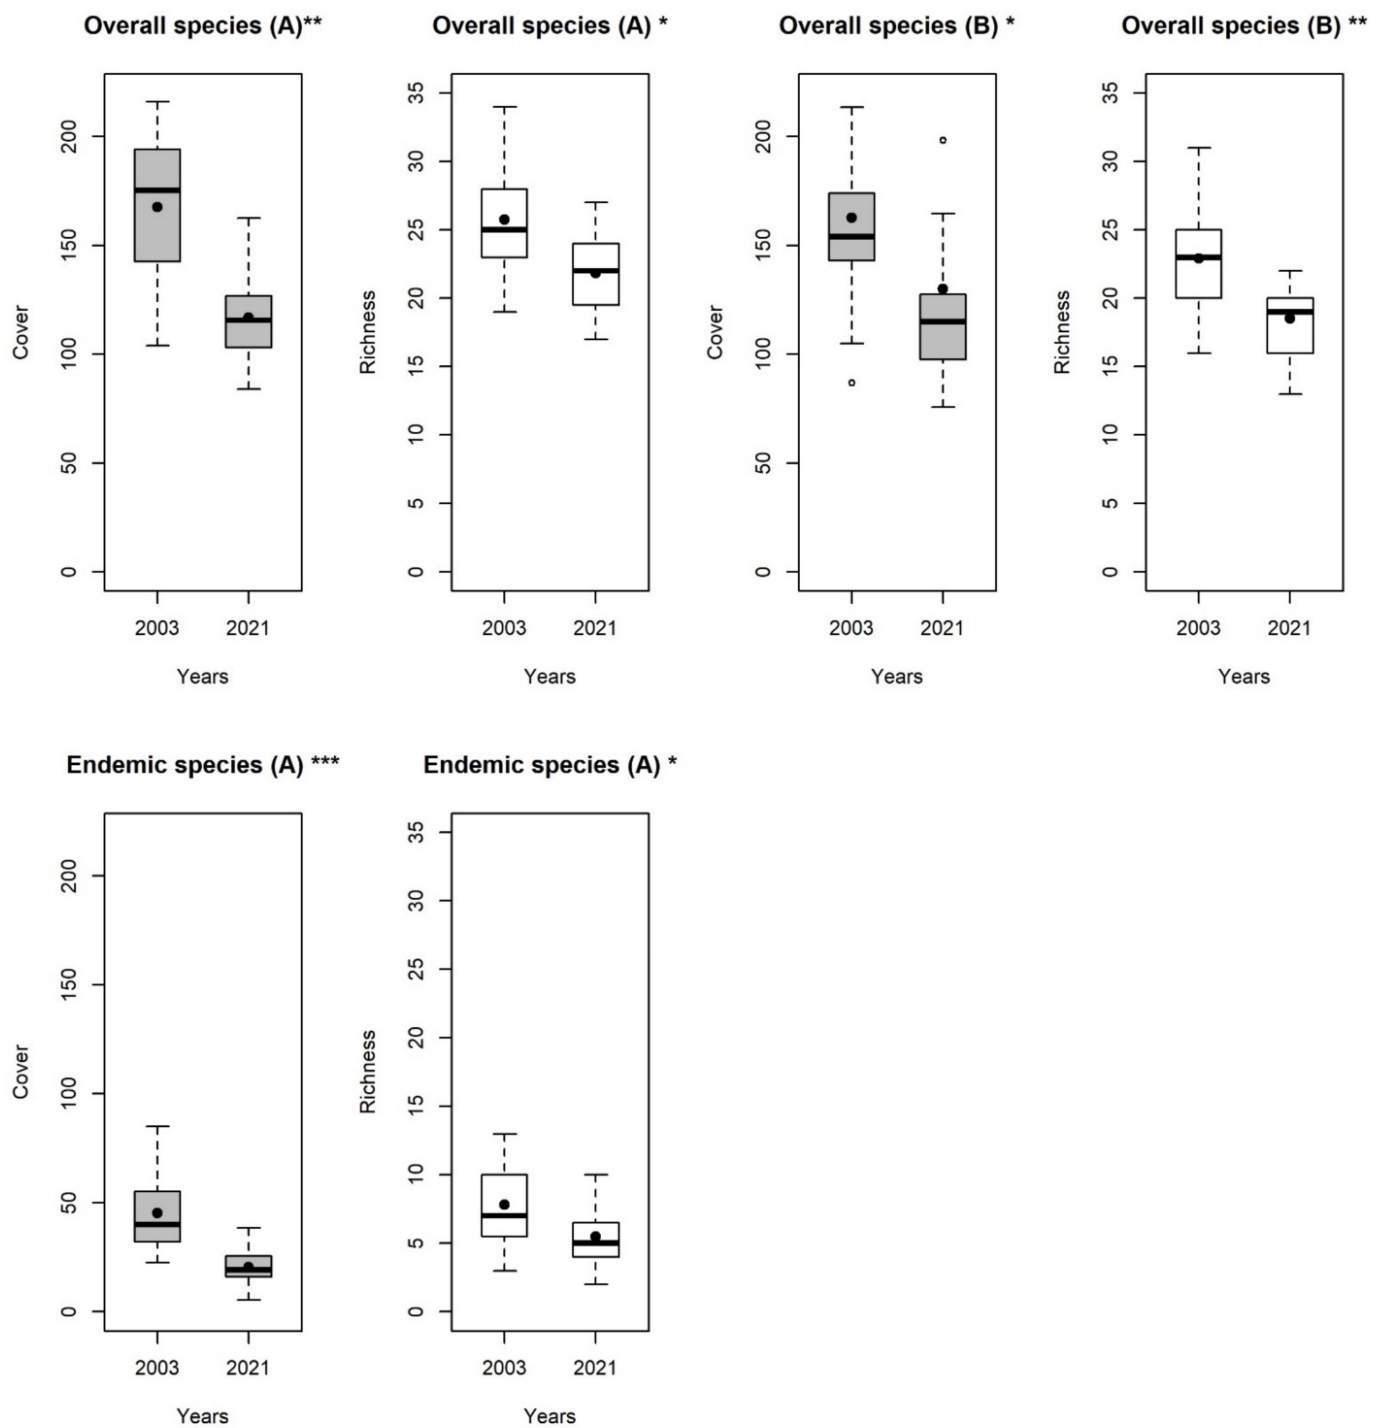 Overall species (A)**
Cover
200
150
100
50
0
2003 2021
Years
Overall species (A) *
Richness
35
30
25
20
15
10
5
0
2003 2021
Years
Overall species (B) *
Cover
200
150
100
50
0
2003 2021
Years
Overall species (B) **
Richness
35
30
25
20
15
10
5
0
2003 2021
Years
Endemic species (A) ***
Cover
200
150
100
50
0
2003 2021
Years
Endemic species (A) *
Richness
35
30
25
20
15
10
5
0
2003 2021
Years